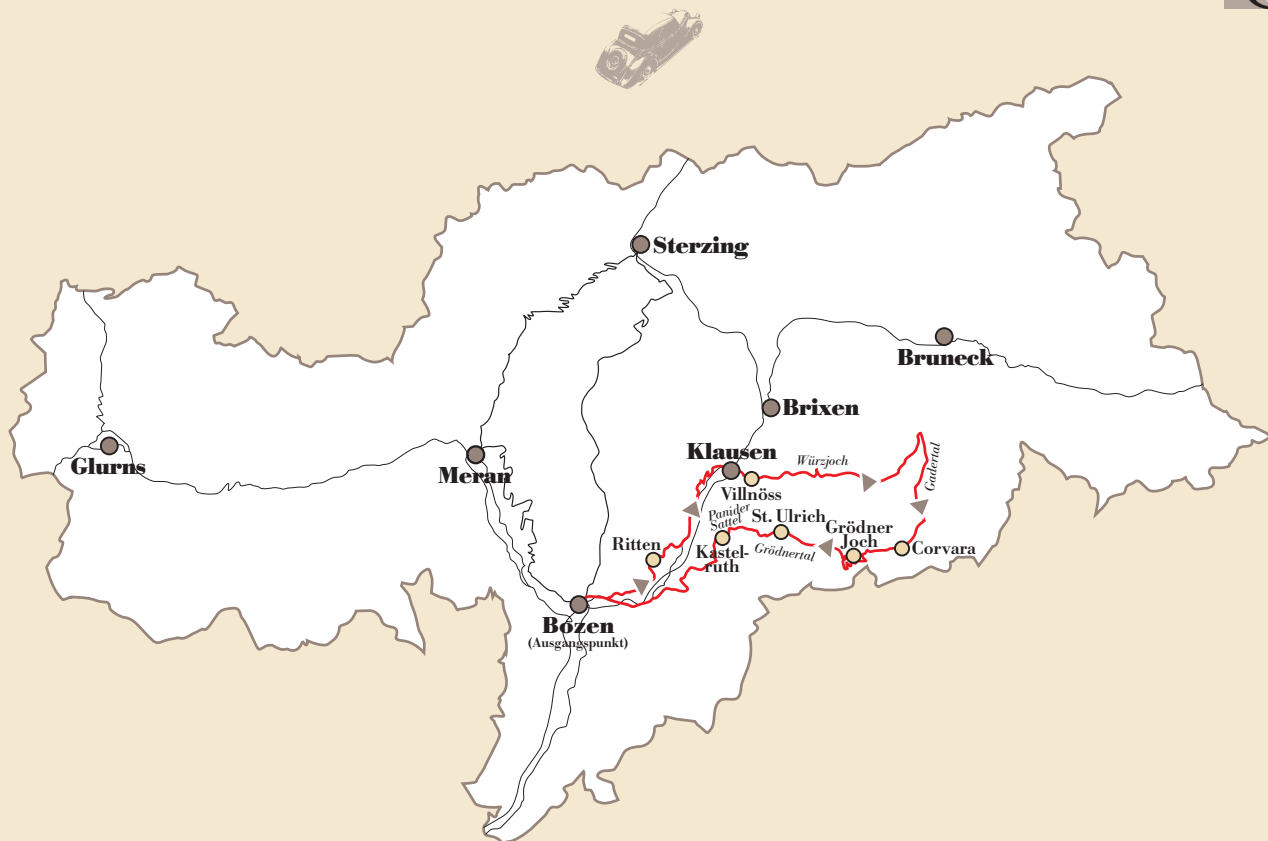 Sterzing
Bruneck
Brixen
Klausen
Glurns
Meran
Würzjoch
Gadertal
Villnöss
Panider
Sattel
St. Ulrich
Grödner
Joch
Ritten
Kastel-
ruth
Grödnertal
Corvara
Bozen
(Ausgangspunkt)